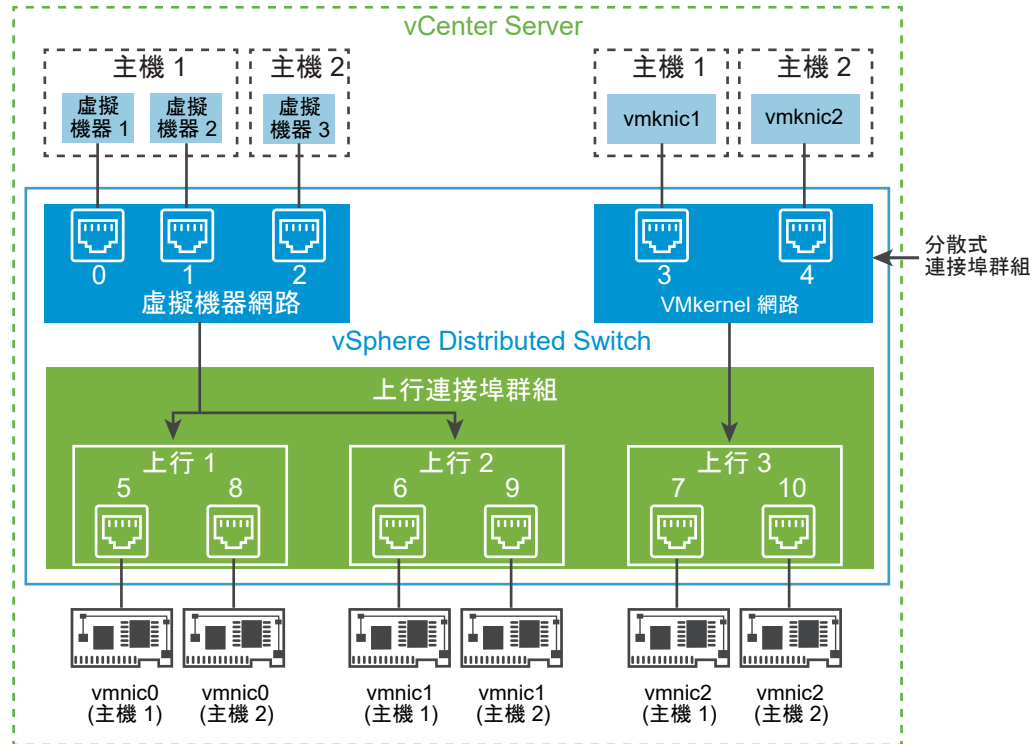 vCenter Server
主機 1
主機 2
主機 1
主機 2
虛擬
機器 1
虛擬
機器 2
虛擬
機器 3
vmknic1
vmknic2
0
1
2
虛擬機器網路
3
4
VMkernel 網路
分散式
連接埠群組
vSphere Distributed Switch
上行連接埠群組
上行 1
5
8
上行 2
6
9
上行 3
7
10
vmnic0
(主機 1)
vmnic0
(主機 2)
vmnic1
(主機 1)
vmnic1
(主機 2)
vmnic2
(主機 1)
vmnic2
(主機 2)